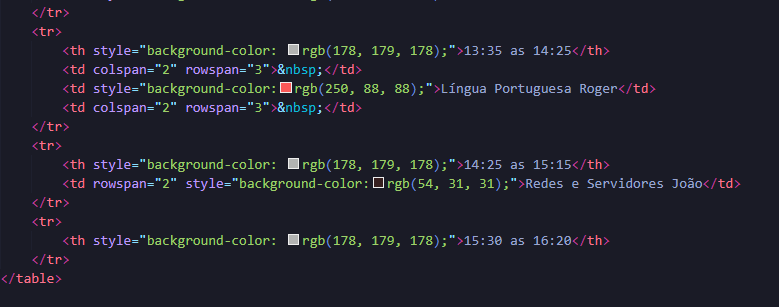 </tr>
<tr>
<th style="background-color: rgb(178, 179, 178);">13:35 as 14:25</th>
<td colspan="2" rowspan="3">&nbsp;</td>
<td style="background-color:rgb(250, 88, 88);">Língua Portuguesa Roger</td>
<td colspan="2" rowspan="3">&nbsp;</td>
</tr>
<tr>
<th style="background-color: rgb(178, 179, 178);">14:25 as 15:15</th>
<td rowspan="2" style="background-color:rgb(54, 31, 31);">Redes e Servidores João</td>
</tr>
<tr>
<th style="background-color: rgb(178, 179, 178);">15:30 as 16:20</th>
</tr>
</table>